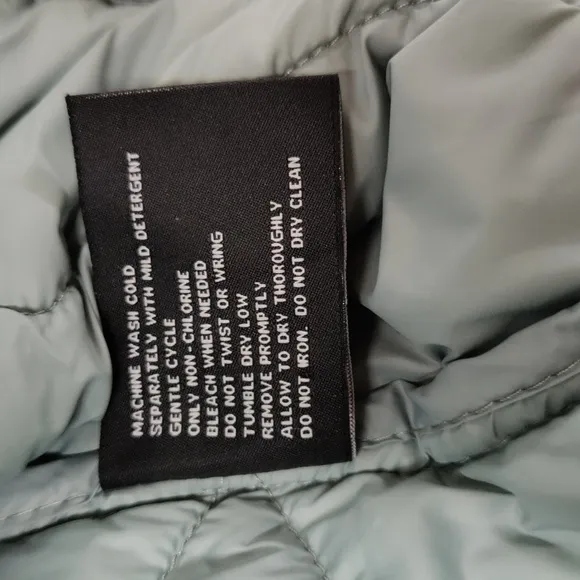 MACHINE WASH COLD
SEPARATELY WITH MILD DETERGENT
GENTLE CYCLE
ONLY NON-CHLORINE
BLEACH WHEN NEEDED
DO NOT TWIST OR WRING
TUMBLE DRY LOW
REMOVE PROMPTLY
ALLOW TO DRY THOROUGHLY
DO NOT IRON. DO NOT DRY CLEAN